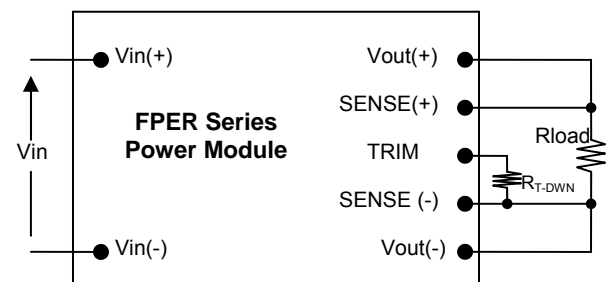 Vin(+)
Vout(+)
SENSE(+)
FPER Series
Power Module
Rload
Vin
TRIM
R_T-DWN
SENSE (-)
Vin(-)
Vout(-)